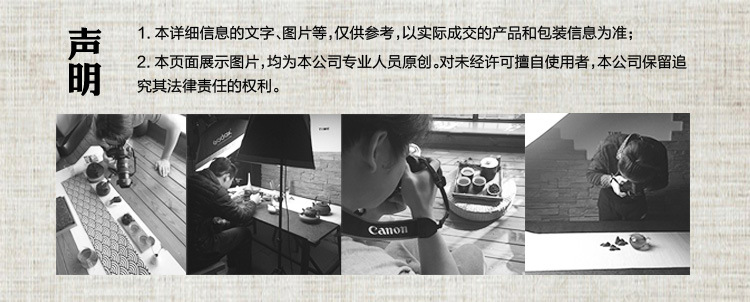 声明
1. 本详细信息的文字、图片等，仅供参考，以实际成交的产品和包装信息为准；
2. 本页面展示图片，均为本公司专业人员原创。对未经许可擅自使用者，本公司保留追
究其法律责任的权利。
Godox
Canon